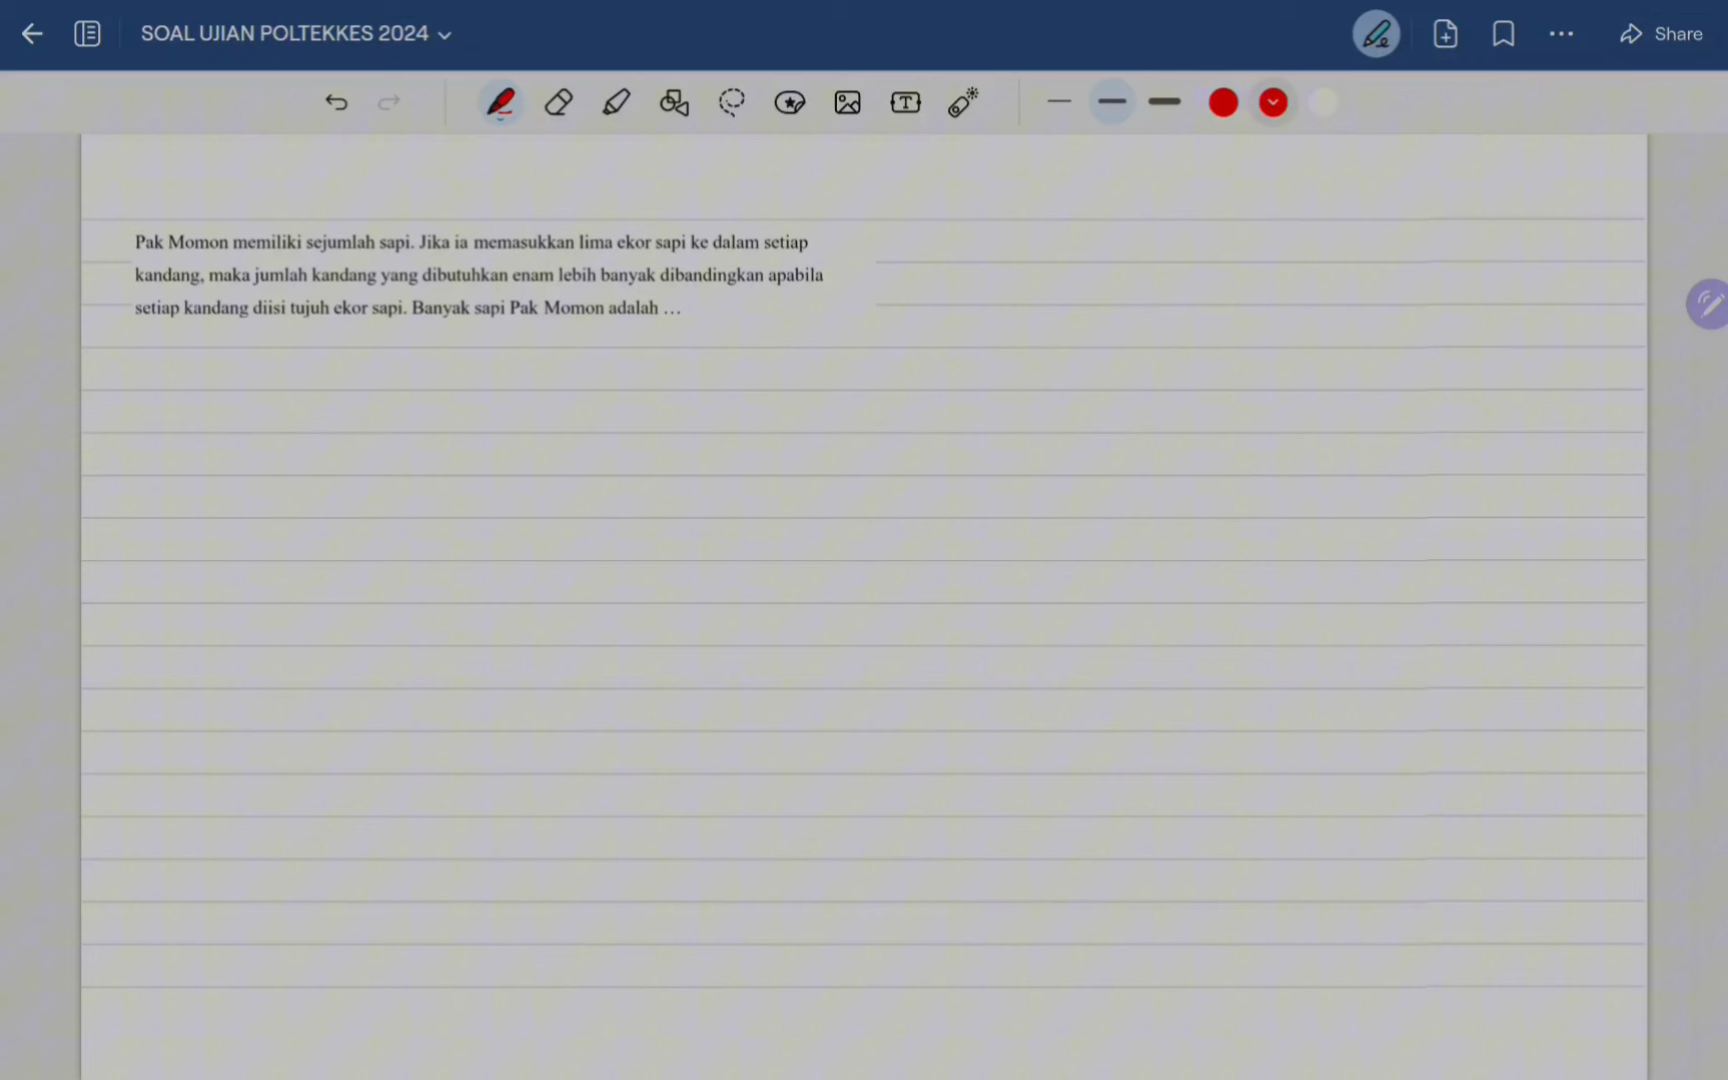 SOAL UJIAN POLTEKKES 2024
Share
Pak Momon memiliki sejumlah sapi. Jika ia memasukkan lima ekor sapi ke dalam setiap
kandang, maka jumlah kandang yang dibutuhkan enam lebih banyak dibandingkan apabila
setiap kandang diisi tujuh ekor sapi. Banyak sapi Pak Momon adalah …